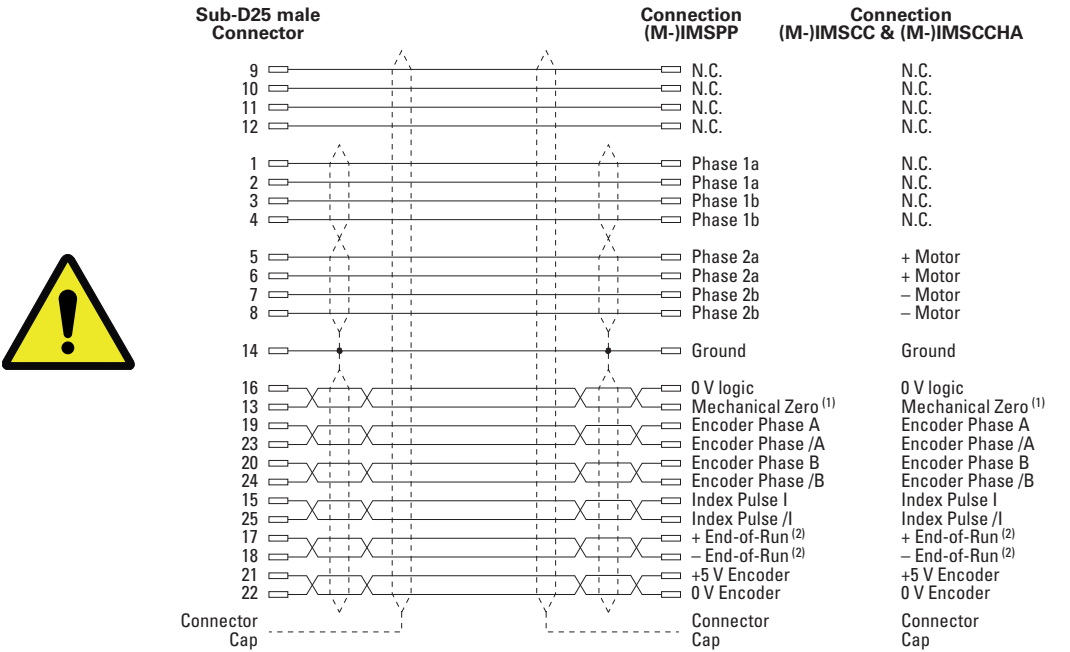 Sub-D25 male Connection Connection
Connector (M-)IMSPP (M-)IMSCC & (M-)IMSCCHA
9 N.C. N.C.
10 N.C. N.C.
11 N.C. N.C.
12 N.C. N.C.
1 Phase 1a N.C.
2 Phase 1a N.C.
3 Phase 1b N.C.
4 Phase 1b N.C.
5 Phase 2a + Motor
6 Phase 2a + Motor
7 Phase 2b – Motor
8 Phase 2b – Motor
14 Ground Ground
16 0 V logic 0 V logic
13 Mechanical Zero (1) Mechanical Zero (1)
19 Encoder Phase A Encoder Phase A
23 Encoder Phase /A Encoder Phase /A
20 Encoder Phase B Encoder Phase B
24 Encoder Phase /B Encoder Phase /B
15 Index Pulse I Index Pulse I
25 Index Pulse /I Index Pulse /I
17 + End-of-Run (2) + End-of-Run (2)
18 – End-of-Run (2) – End-of-Run (2)
21 +5 V Encoder +5 V Encoder
22 0 V Encoder 0 V Encoder
Connector Connector Connector
Cap Cap Cap